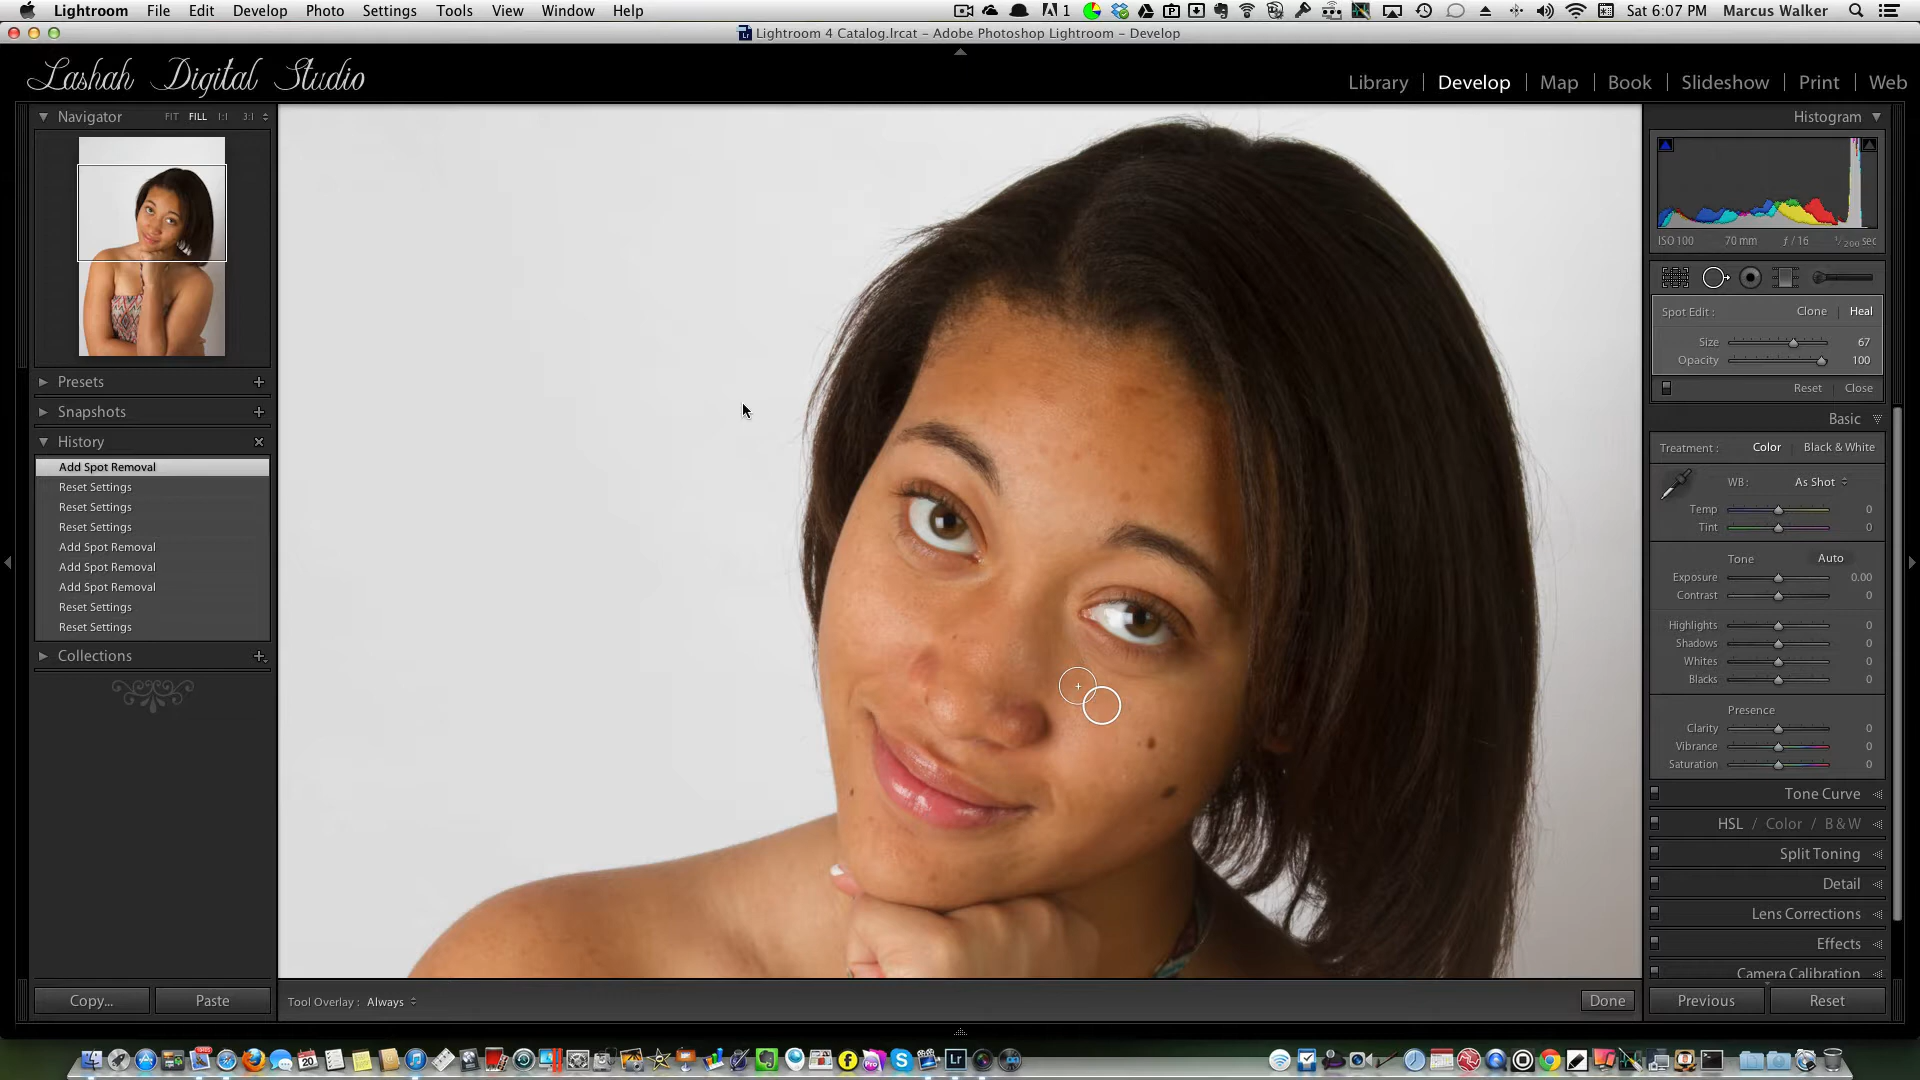 Lightroom File Edit Develop Photo Settings Tools View Window Help 1 Sat 6:07 PM Marcus Walker
Lightroom 4 Catalog.lrcat – Adobe Photoshop Lightroom – Develop
Lashah Digital Studio
Library | Develop | Map | Book | Slideshow | Print | Web
Navigator FIT FILL 1:1 3:1
Presets
Snapshots
History
Add Spot Removal
Reset Settings
Reset Settings
Reset Settings
Add Spot Removal
Add Spot Removal
Add Spot Removal
Reset Settings
Reset Settings
Collections
Copy... Paste
Tool Overlay : Always
Done
Histogram
ISO 100 70 mm ƒ / 16 1/200 sec
Spot Edit : Clone | Heal
Size 67
Opacity 100
Reset Close
Basic
Treatment : Color Black & White
WB : As Shot
Temp 0
Tint 0
Tone Auto
Exposure 0.00
Contrast 0
Highlights 0
Shadows 0
Whites 0
Blacks 0
Presence
Clarity 0
Vibrance 0
Saturation 0
Tone Curve
HSL / Color / B & W
Split Toning
Detail
Lens Corrections
Effects
Camera Calibration
Previous Reset
20
Lr